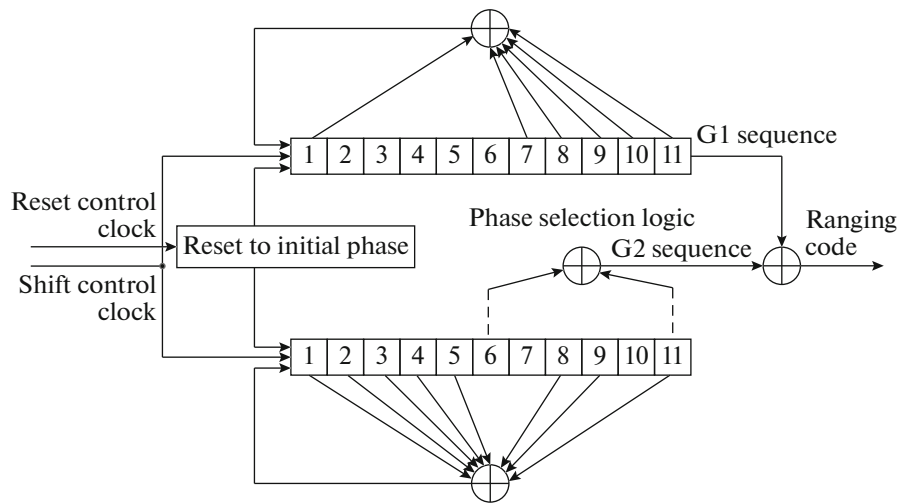 1 2 3 4 5 6 7 8 9 10 11
G1 sequence
Reset control
clock
Reset to initial phase
Shift control
clock
Phase selection logic
G2 sequence
Ranging
code
1 2 3 4 5 6 7 8 9 10 11